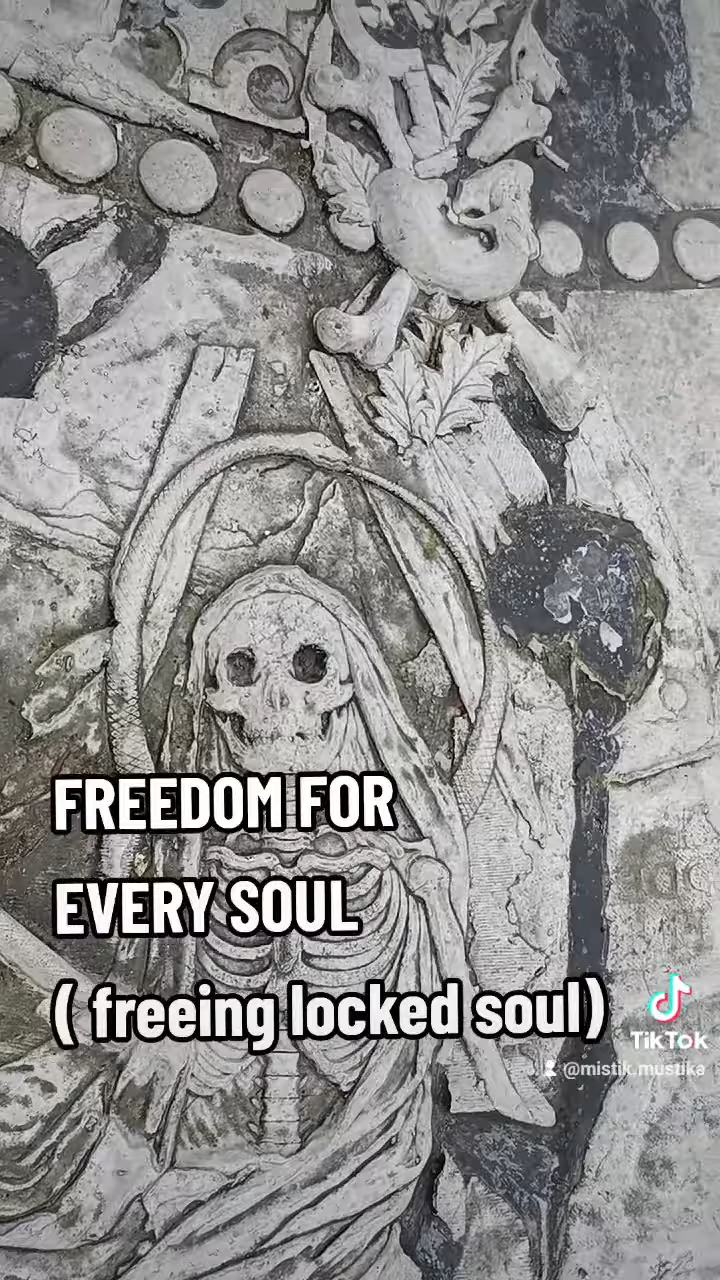 FREEDOM FOR
EVERY SOUL
( freeing locked soul)
TikTok
@mistik.mustika